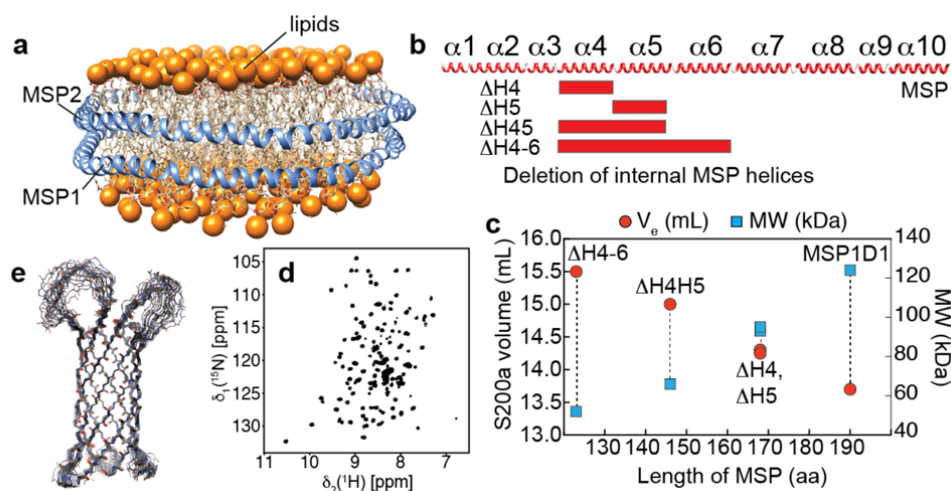 a
lipids
MSP2
MSP1
b
α1 α2 α3 α4 α5 α6 α7 α8 α9 α10
MSP
ΔH4
ΔH5
ΔH45
ΔH4-6
Deletion of internal MSP helices
c
Ve (mL) MW (kDa)
16.0
15.5
15.0
14.5
14.0
13.5
13.0
S200a volume (mL)
ΔH4-6
ΔH4H5
ΔH4,
ΔH5
MSP1D1
140
120
100
80
60
40
MW (kDa)
130 140 150 160 170 180 190 200
Length of MSP (aa)
e
d
105
110
115
120
125
130
δ1(15N) [ppm]
11 10 9 8 7
δ2(1H) [ppm]